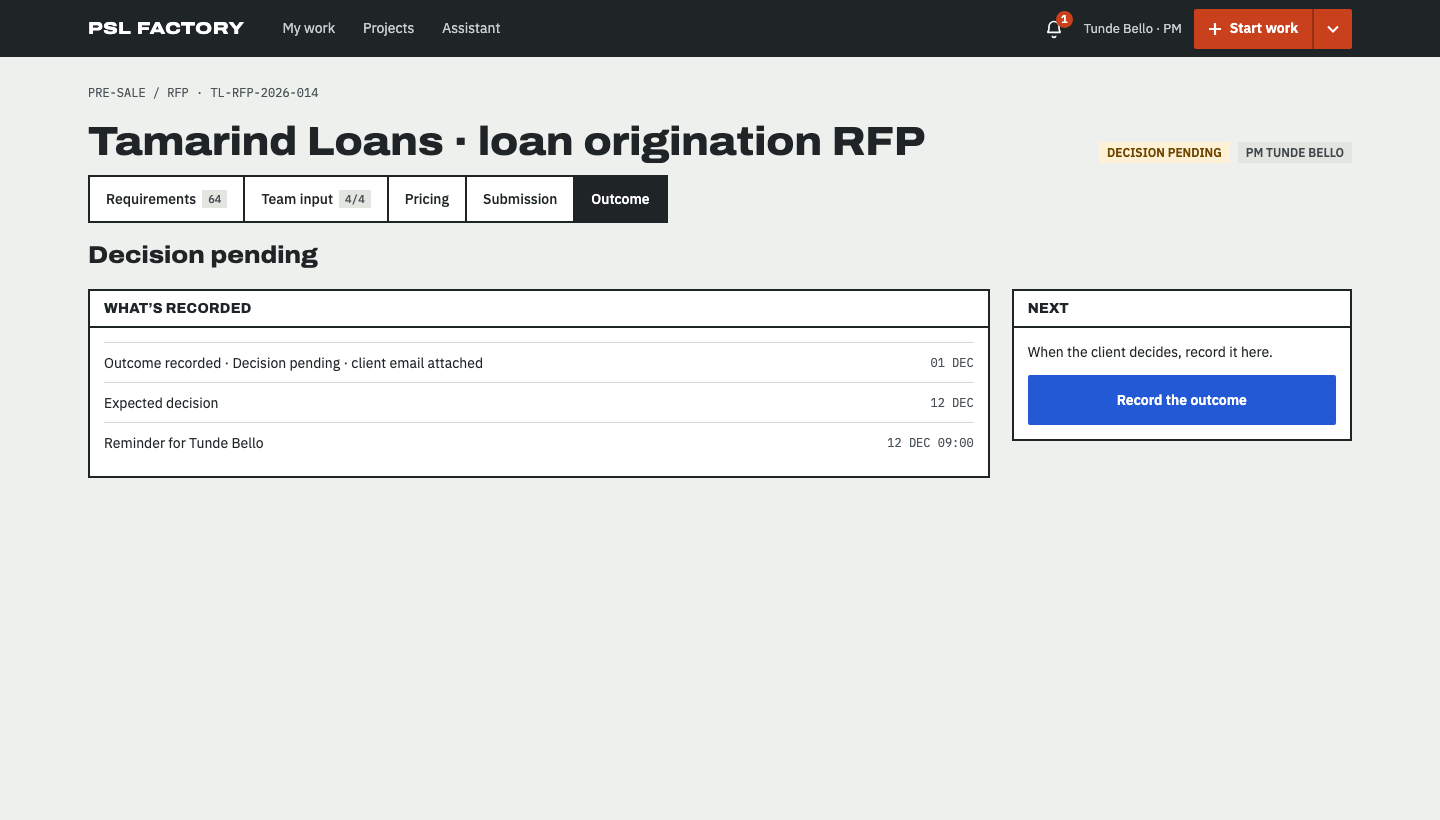 PSL FACTORY
My work
Projects
Assistant
1
Tunde Bello · PM
+ Start work
PRE-SALE / RFP · TL-RFP-2026-014
Tamarind Loans · loan origination RFP
DECISION PENDING
PM TUNDE BELLO
Requirements 64
Team input 4/4
Pricing
Submission
Outcome
Decision pending
WHAT’S RECORDED
Outcome recorded · Decision pending · client email attached 01 DEC
Expected decision 12 DEC
Reminder for Tunde Bello 12 DEC 09:00
NEXT
When the client decides, record it here.
Record the outcome